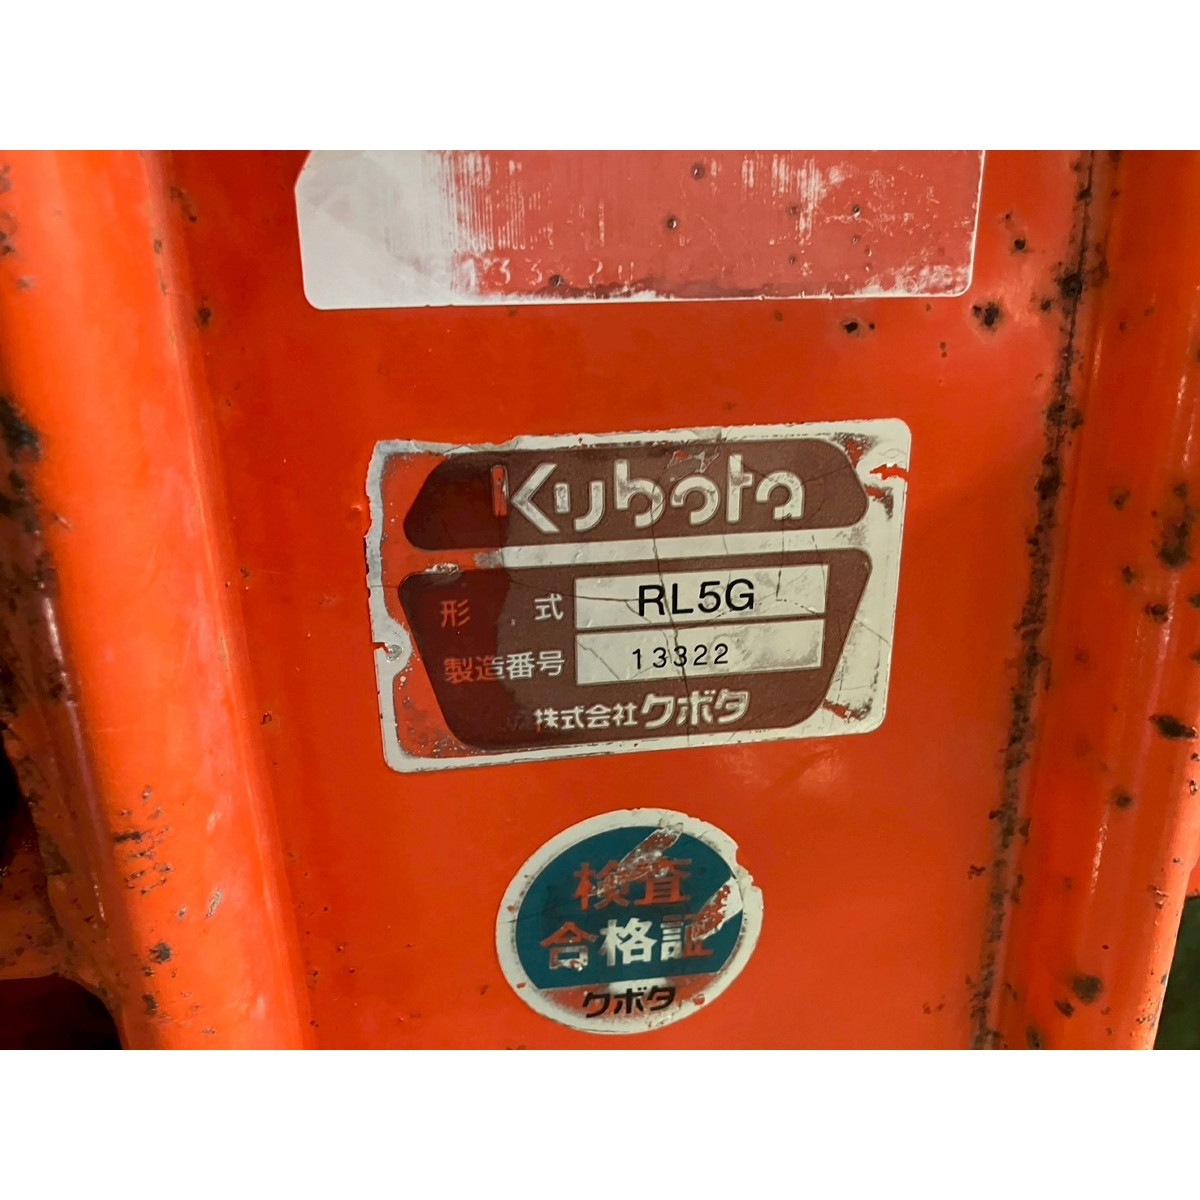 Kubota
形式 RL5G
製造番号 13322
株式会社クボタ
検査
合格証
クボタ